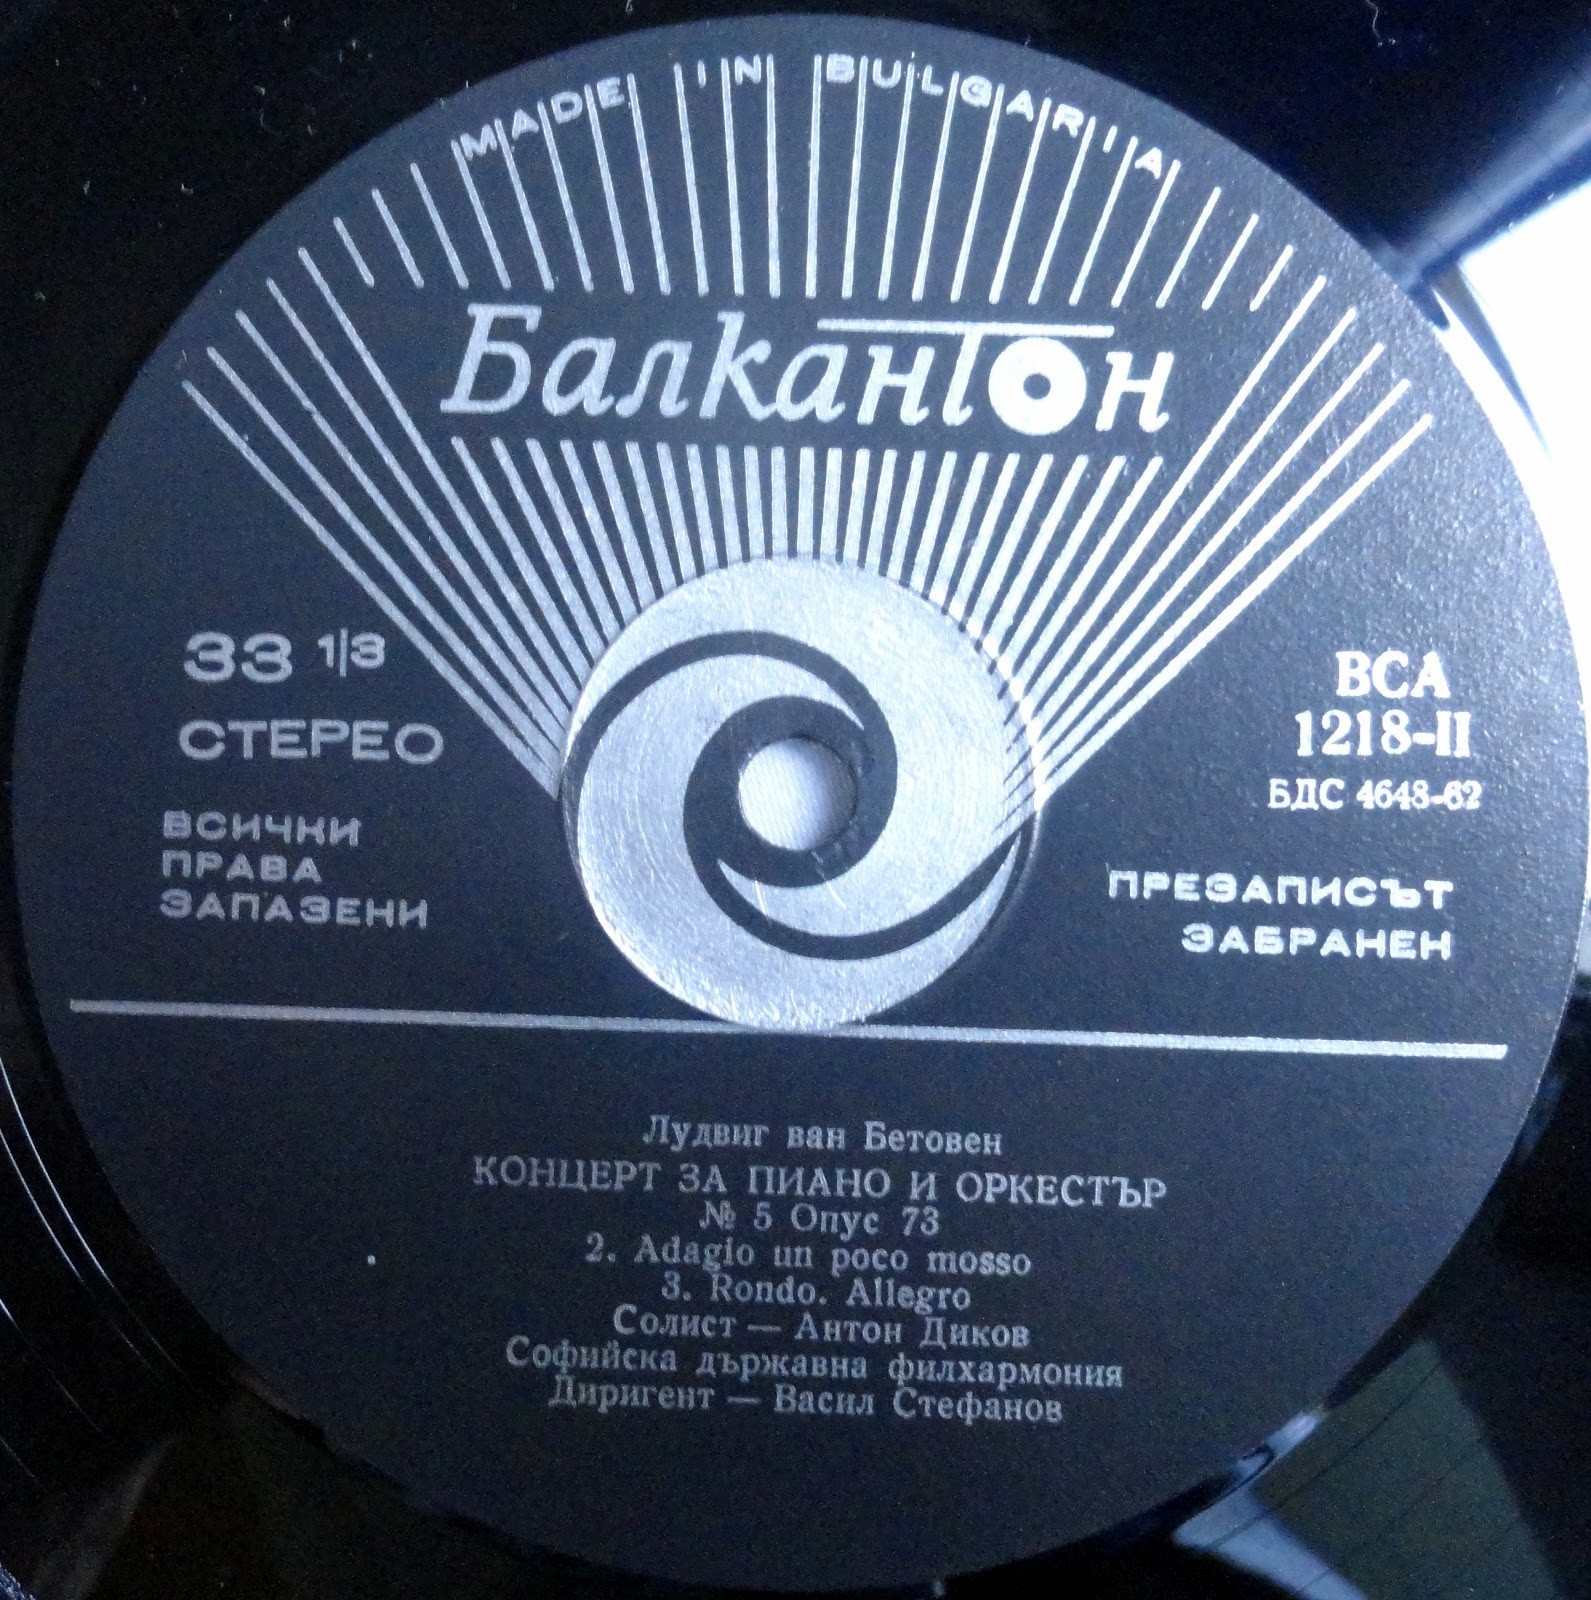 MADE IN BULGARIA
Балкантон
33 1/3
СТЕРЕО
ВСИЧКИ
ПРАВА
ЗАПАЗЕНИ
ВСА
1218-II
БДС 4648-62
ПРЕЗАПИСЪТ
ЗАБРАНЕН
Лудвиг ван Бетовен
КОНЦЕРТ ЗА ПИАНО И ОРКЕСТЪР
№ 5 Опус 73
2. Adagio un poco mosso
3. Rondo. Allegro
Солист — Антон Диков
Софийска държавна филхармония
Диригент — Васил Стефанов